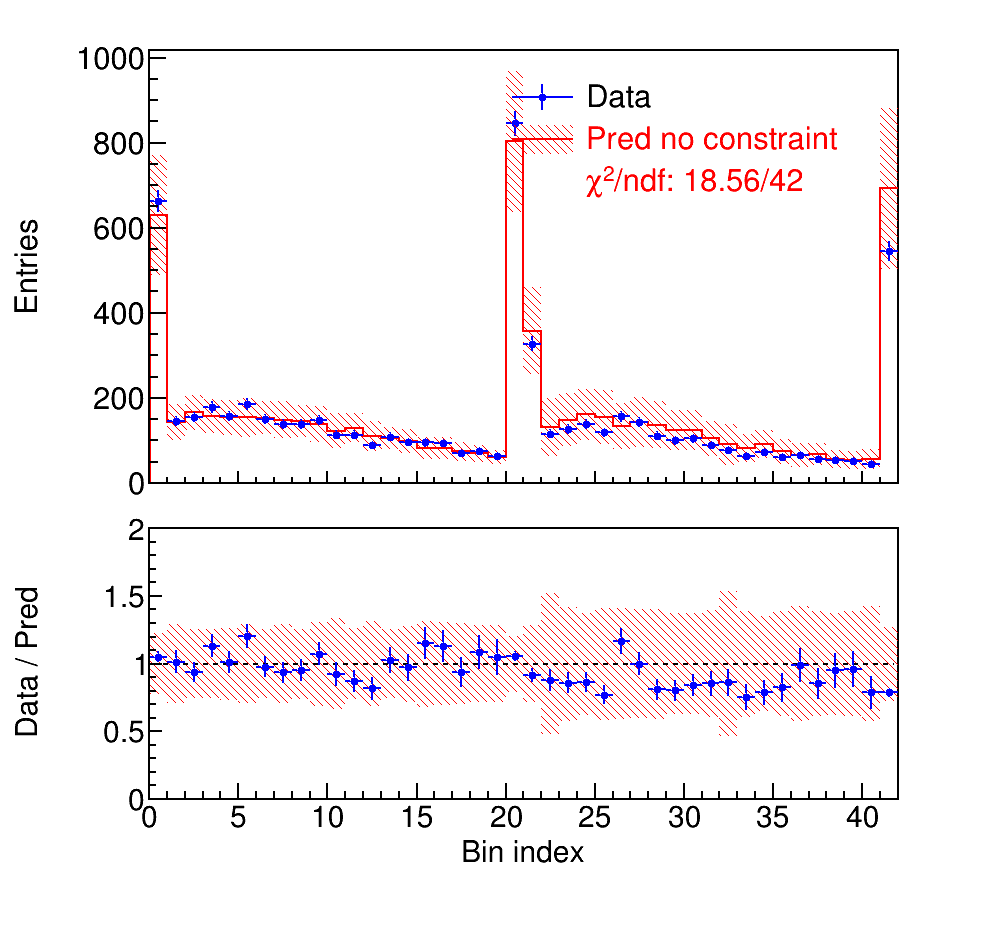 1000
800
600
400
200
0
Entries
Data
Pred no constraint
χ²/ndf: 18.56/42
2
1.5
1
0.5
0
Data / Pred
0 5 10 15 20 25 30 35 40
Bin index